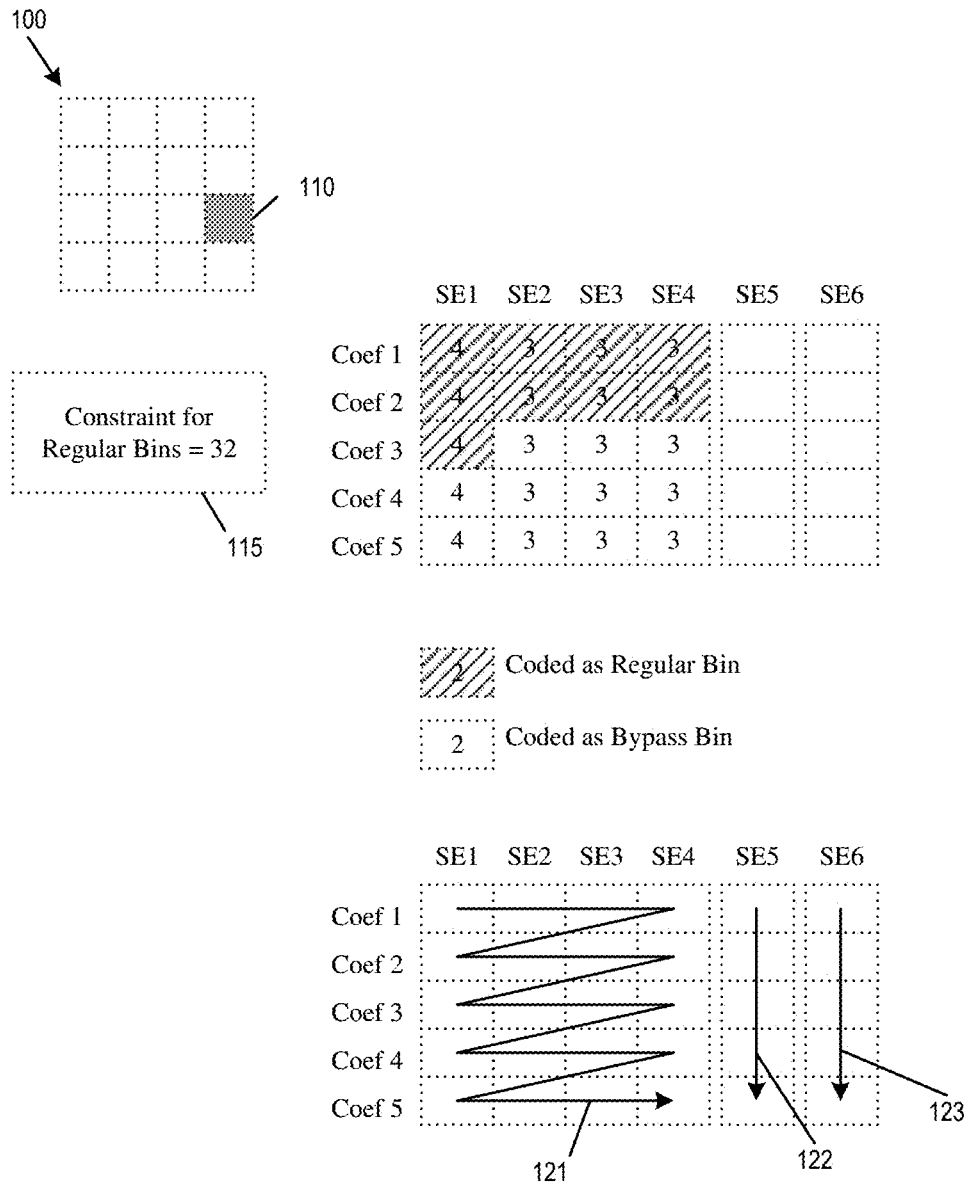 100
110
SE1 SE2 SE3 SE4 SE5 SE6
Coef 1 4 3 3 3
Coef 2 4 3 3 3
Coef 3 4 3 3 3
Coef 4 4 3 3 3
Coef 5 4 3 3 3
Constraint for
Regular Bins = 32
115
2 Coded as Regular Bin
2 Coded as Bypass Bin
SE1 SE2 SE3 SE4 SE5 SE6
Coef 1
Coef 2
Coef 3
Coef 4
Coef 5
121
122
123